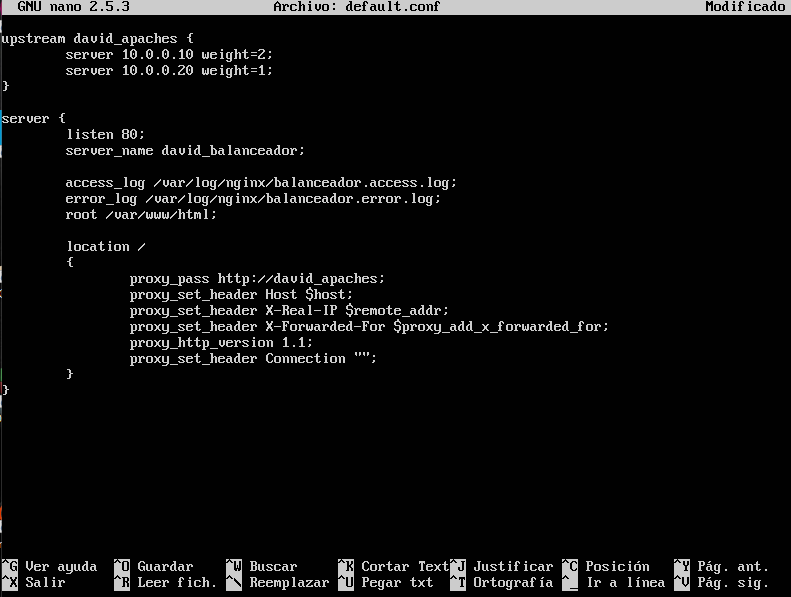 GNU nano 2.5.3 Archivo: default.conf Modificado
upstream david_apaches {
server 10.0.0.10 weight=2;
server 10.0.0.20 weight=1;
}
server {
listen 80;
server_name david_balanceador;
access_log /var/log/nginx/balanceador.access.log;
error_log /var/log/nginx/balanceador.error.log;
root /var/www/html;
location /
{
proxy_pass http://david_apaches;
proxy_set_header Host $host;
proxy_set_header X-Real-IP $remote_addr;
proxy_set_header X-Forwarded-For $proxy_add_x_forwarded_for;
proxy_http_version 1.1;
proxy_set_header Connection "";
}
}
^G Ver ayuda ^O Guardar ^W Buscar ^K Cortar Text ^J Justificar ^C Posición ^Y Pág. ant.
^X Salir ^R Leer fich. ^\ Reemplazar ^U Pegar txt ^T Ortografía ^_ Ir a línea ^V Pág. sig.